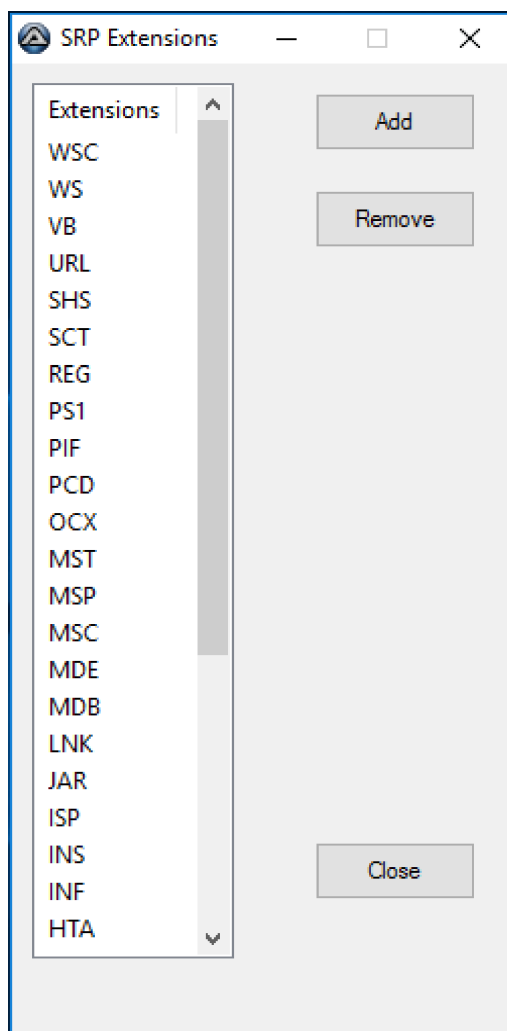 SRP Extensions
Extensions
WSC
WS
VB
URL
SHS
SCT
REG
PS1
PIF
PCD
OCX
MST
MSP
MSC
MDE
MDB
LNK
JAR
ISP
INS
INF
HTA
Add
Remove
Close